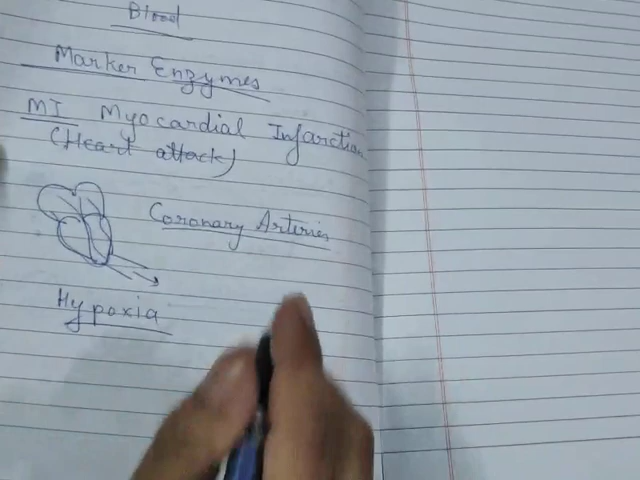 Blood
Marker Enzymes
MI Myocardial Infarction
(Heart attack)
Coronary Arteries
Hypoxia